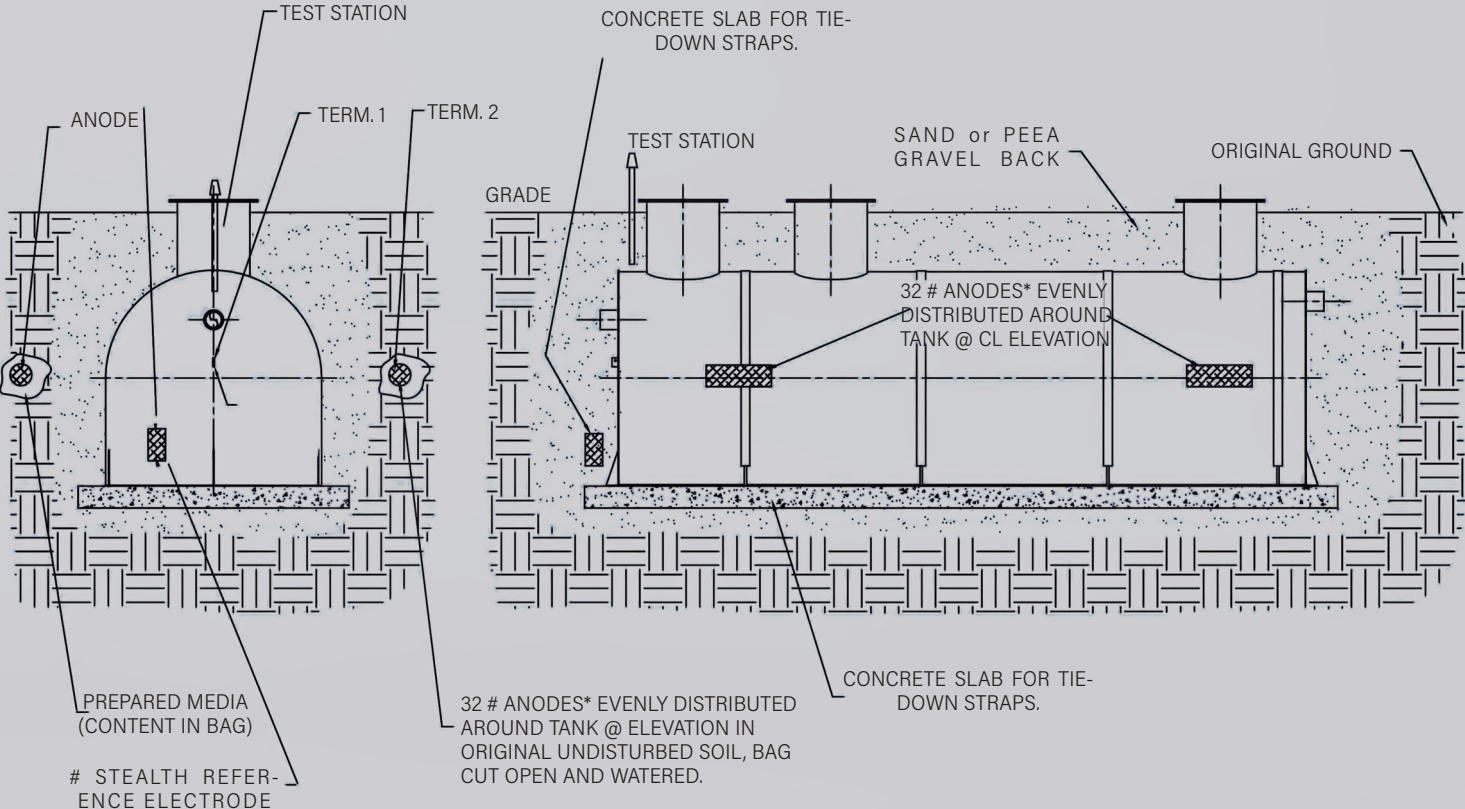 TEST STATION
CONCRETE SLAB FOR TIE-
DOWN STRAPS.
ANODE
TERM. 1
TERM. 2
TEST STATION
SAND or PEEA
GRAVEL BACK
ORIGINAL GROUND
GRADE
32 # ANODES* EVENLY
DISTRIBUTED AROUND
TANK @ CL ELEVATION
PREPARED MEDIA
(CONTENT IN BAG)
32 # ANODES* EVENLY DISTRIBUTED
AROUND TANK @ ELEVATION IN
ORIGINAL UNDISTURBED SOIL, BAG
CUT OPEN AND WATERED.
CONCRETE SLAB FOR TIE-
DOWN STRAPS.
# STEALTH REFER-
ENCE ELECTRODE